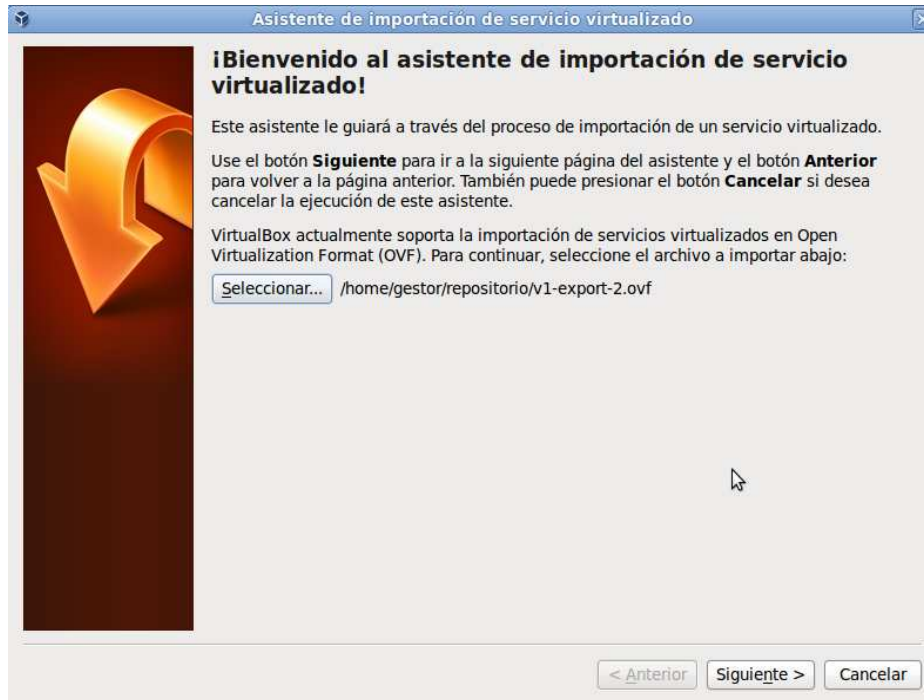 Asistente de importación de servicio virtualizado
¡Bienvenido al asistente de importación de servicio
virtualizado!
Este asistente le guiará a través del proceso de importación de un servicio virtualizado.
Use el botón Siguiente para ir a la siguiente página del asistente y el botón Anterior
para volver a la página anterior. También puede presionar el botón Cancelar si desea
cancelar la ejecución de este asistente.
VirtualBox actualmente soporta la importación de servicios virtualizados en Open
Virtualization Format (OVF). Para continuar, seleccione el archivo a importar abajo:
Seleccionar... /home/gestor/repositorio/v1-export-2.ovf
< Anterior Siguiente > Cancelar